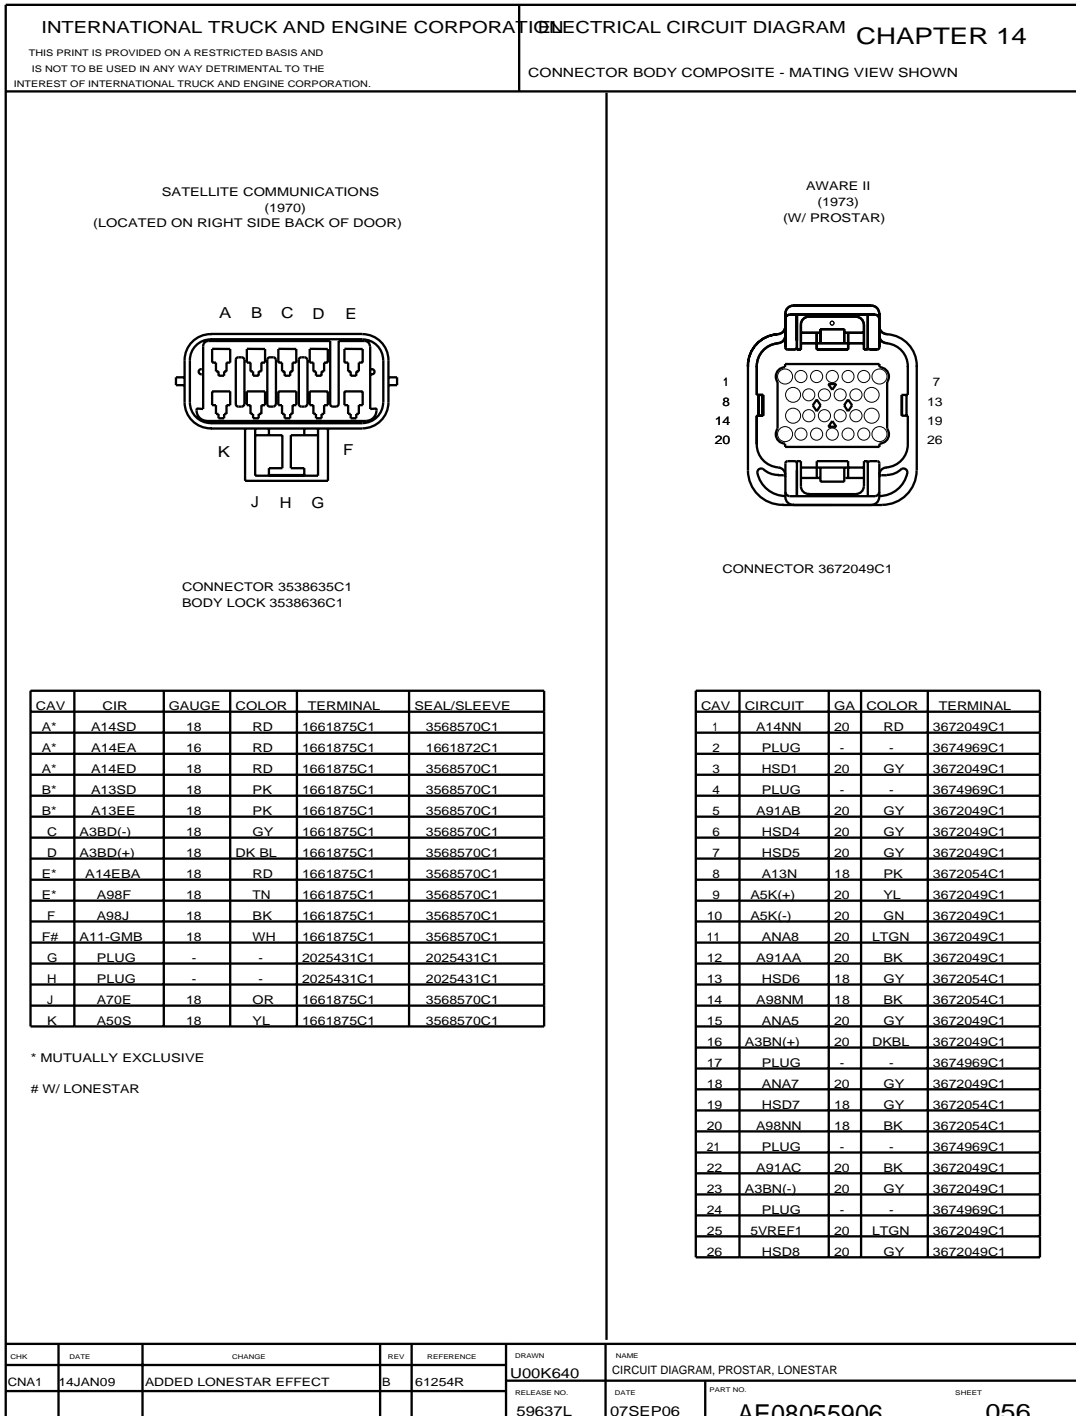 INTERNATIONAL TRUCK AND ENGINE CORPORATION
THIS PRINT IS PROVIDED ON A RESTRICTED BASIS AND
IS NOT TO BE USED IN ANY WAY DETRIMENTAL TO THE
INTEREST OF INTERNATIONAL TRUCK AND ENGINE CORPORATION.
ELECTRICAL CIRCUIT DIAGRAM CHAPTER 14
CONNECTOR BODY COMPOSITE - MATING VIEW SHOWN
SATELLITE COMMUNICATIONS
(1970)
(LOCATED ON RIGHT SIDE BACK OF DOOR)
A B C D E
K F
J H G
CONNECTOR 3538635C1
BODY LOCK 3538636C1
CAV CIR GAUGE COLOR TERMINAL SEAL/SLEEVE
A* A14SD 18 RD 1661875C1 3568570C1
A* A14EA 16 RD 1661875C1 1661872C1
A* A14ED 18 RD 1661875C1 3568570C1
B* A13SD 18 PK 1661875C1 3568570C1
B* A13EE 18 PK 1661875C1 3568570C1
C A3BD(-) 18 GY 1661875C1 3568570C1
D A3BD(+) 18 DK BL 1661875C1 3568570C1
E* A14EBA 18 RD 1661875C1 3568570C1
E* A98F 18 TN 1661875C1 3568570C1
F A98J 18 BK 1661875C1 3568570C1
F# A11-GMB 18 WH 1661875C1 3568570C1
G PLUG - - 2025431C1 2025431C1
H PLUG - - 2025431C1 2025431C1
J A70E 18 OR 1661875C1 3568570C1
K A50S 18 YL 1661875C1 3568570C1
* MUTUALLY EXCLUSIVE
# W/ LONESTAR
AWARE II
(1973)
(W/ PROSTAR)
1 7
8 13
14 19
20 26
CONNECTOR 3672049C1
CAV CIRCUIT GA COLOR TERMINAL
1 A14NN 20 RD 3672049C1
2 PLUG - - 3674969C1
3 HSD1 20 GY 3672049C1
4 PLUG - - 3674969C1
5 A91AB 20 GY 3672049C1
6 HSD4 20 GY 3672049C1
7 HSD5 20 GY 3672049C1
8 A13N 18 PK 3672054C1
9 A5K(+) 20 YL 3672049C1
10 A5K(-) 20 GN 3672049C1
11 ANA8 20 LTGN 3672049C1
12 A91AA 20 BK 3672049C1
13 HSD6 18 GY 3672054C1
14 A98NM 18 BK 3672054C1
15 ANA5 20 GY 3672049C1
16 A3BN(+) 20 DKBL 3672049C1
17 PLUG - - 3674969C1
18 ANA7 20 GY 3672049C1
19 HSD7 18 GY 3672054C1
20 A98NN 18 BK 3672054C1
21 PLUG - - 3674969C1
22 A91AC 20 BK 3672049C1
23 A3BN(-) 20 GY 3672049C1
24 PLUG - - 3674969C1
25 5VREF1 20 LTGN 3672049C1
26 HSD8 20 GY 3672049C1
CHK DATE CHANGE REV REFERENCE
CNA1 14JAN09 ADDED LONESTAR EFFECT B 61254R
DRAWN
U00K640
NAME
CIRCUIT DIAGRAM, PROSTAR, LONESTAR
RELEASE NO. DATE PART NO. SHEET
59637L 07SEP06 AE08055906 056